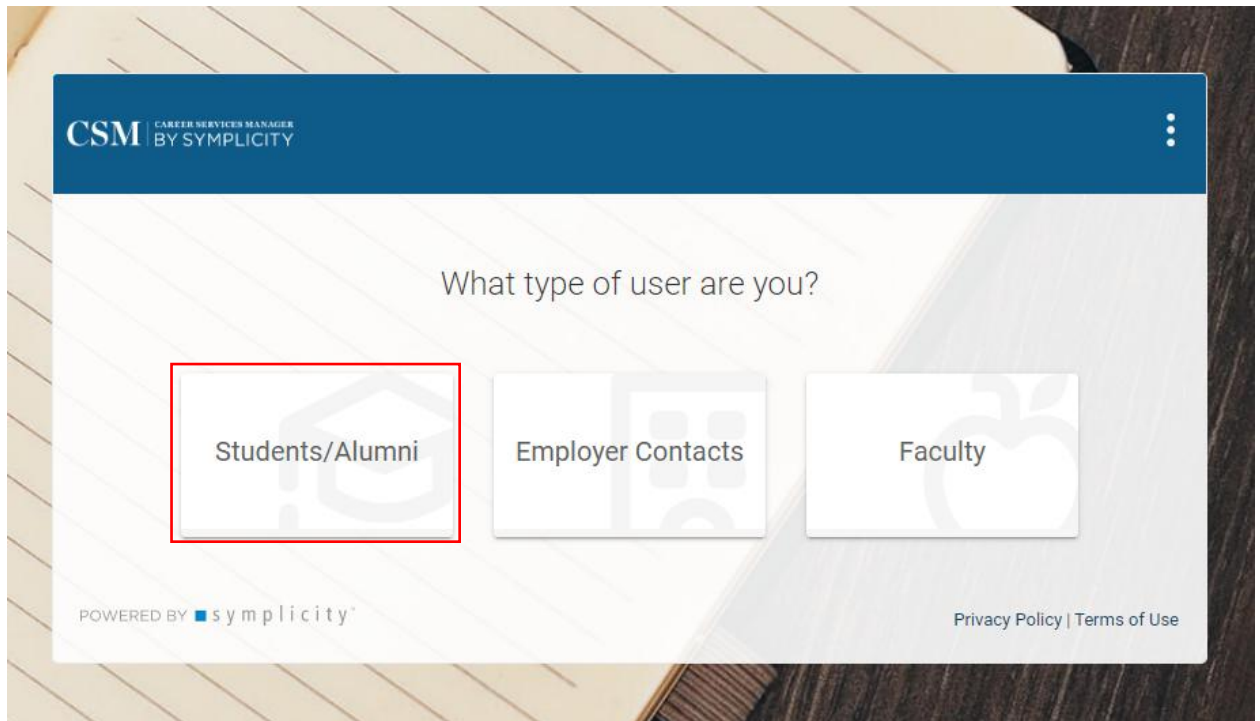 CSM CAREER SERVICES MANAGER
BY SYMPLICITY
What type of user are you?
Students/Alumni
Employer Contacts
Faculty
POWERED BY symplicity
Privacy Policy | Terms of Use